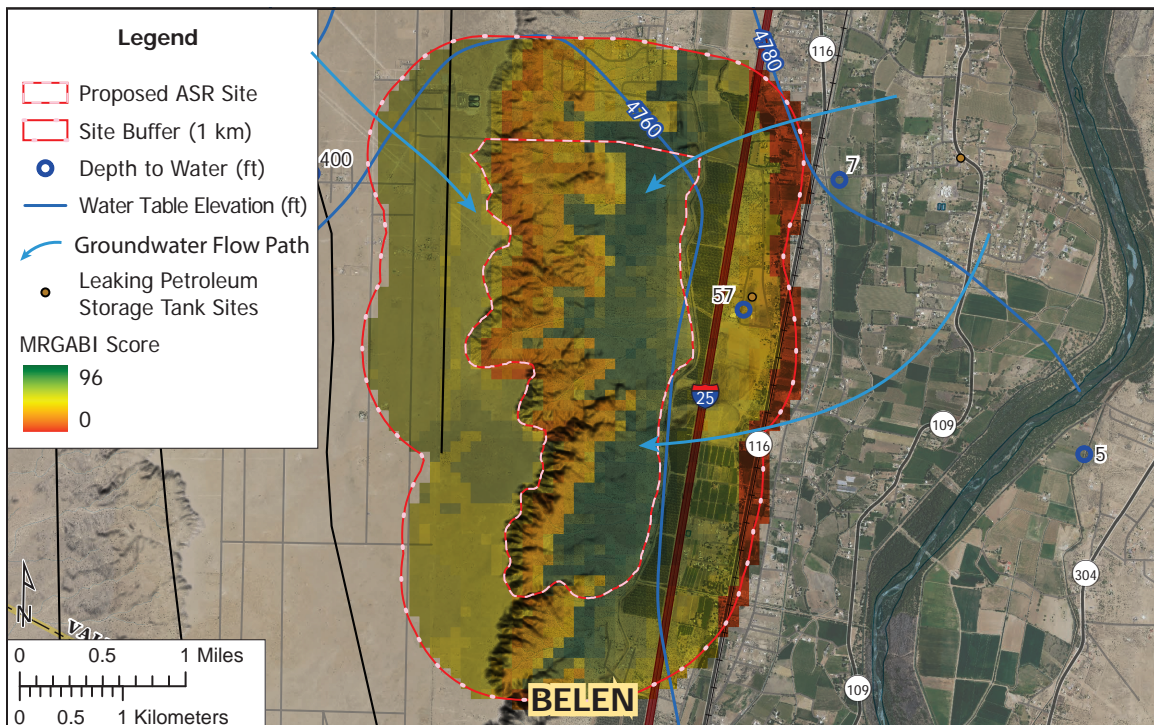 Legend
Proposed ASR Site
Site Buffer (1 km)
Depth to Water (ft)
Water Table Elevation (ft)
Groundwater Flow Path
Leaking Petroleum
Storage Tank Sites
MRGABI Score
96
0
4780
116
4760
400
7
57
25
109
116
5
304
N
0 0.5 1 Miles
0 0.5 1 Kilometers
BELEN
109